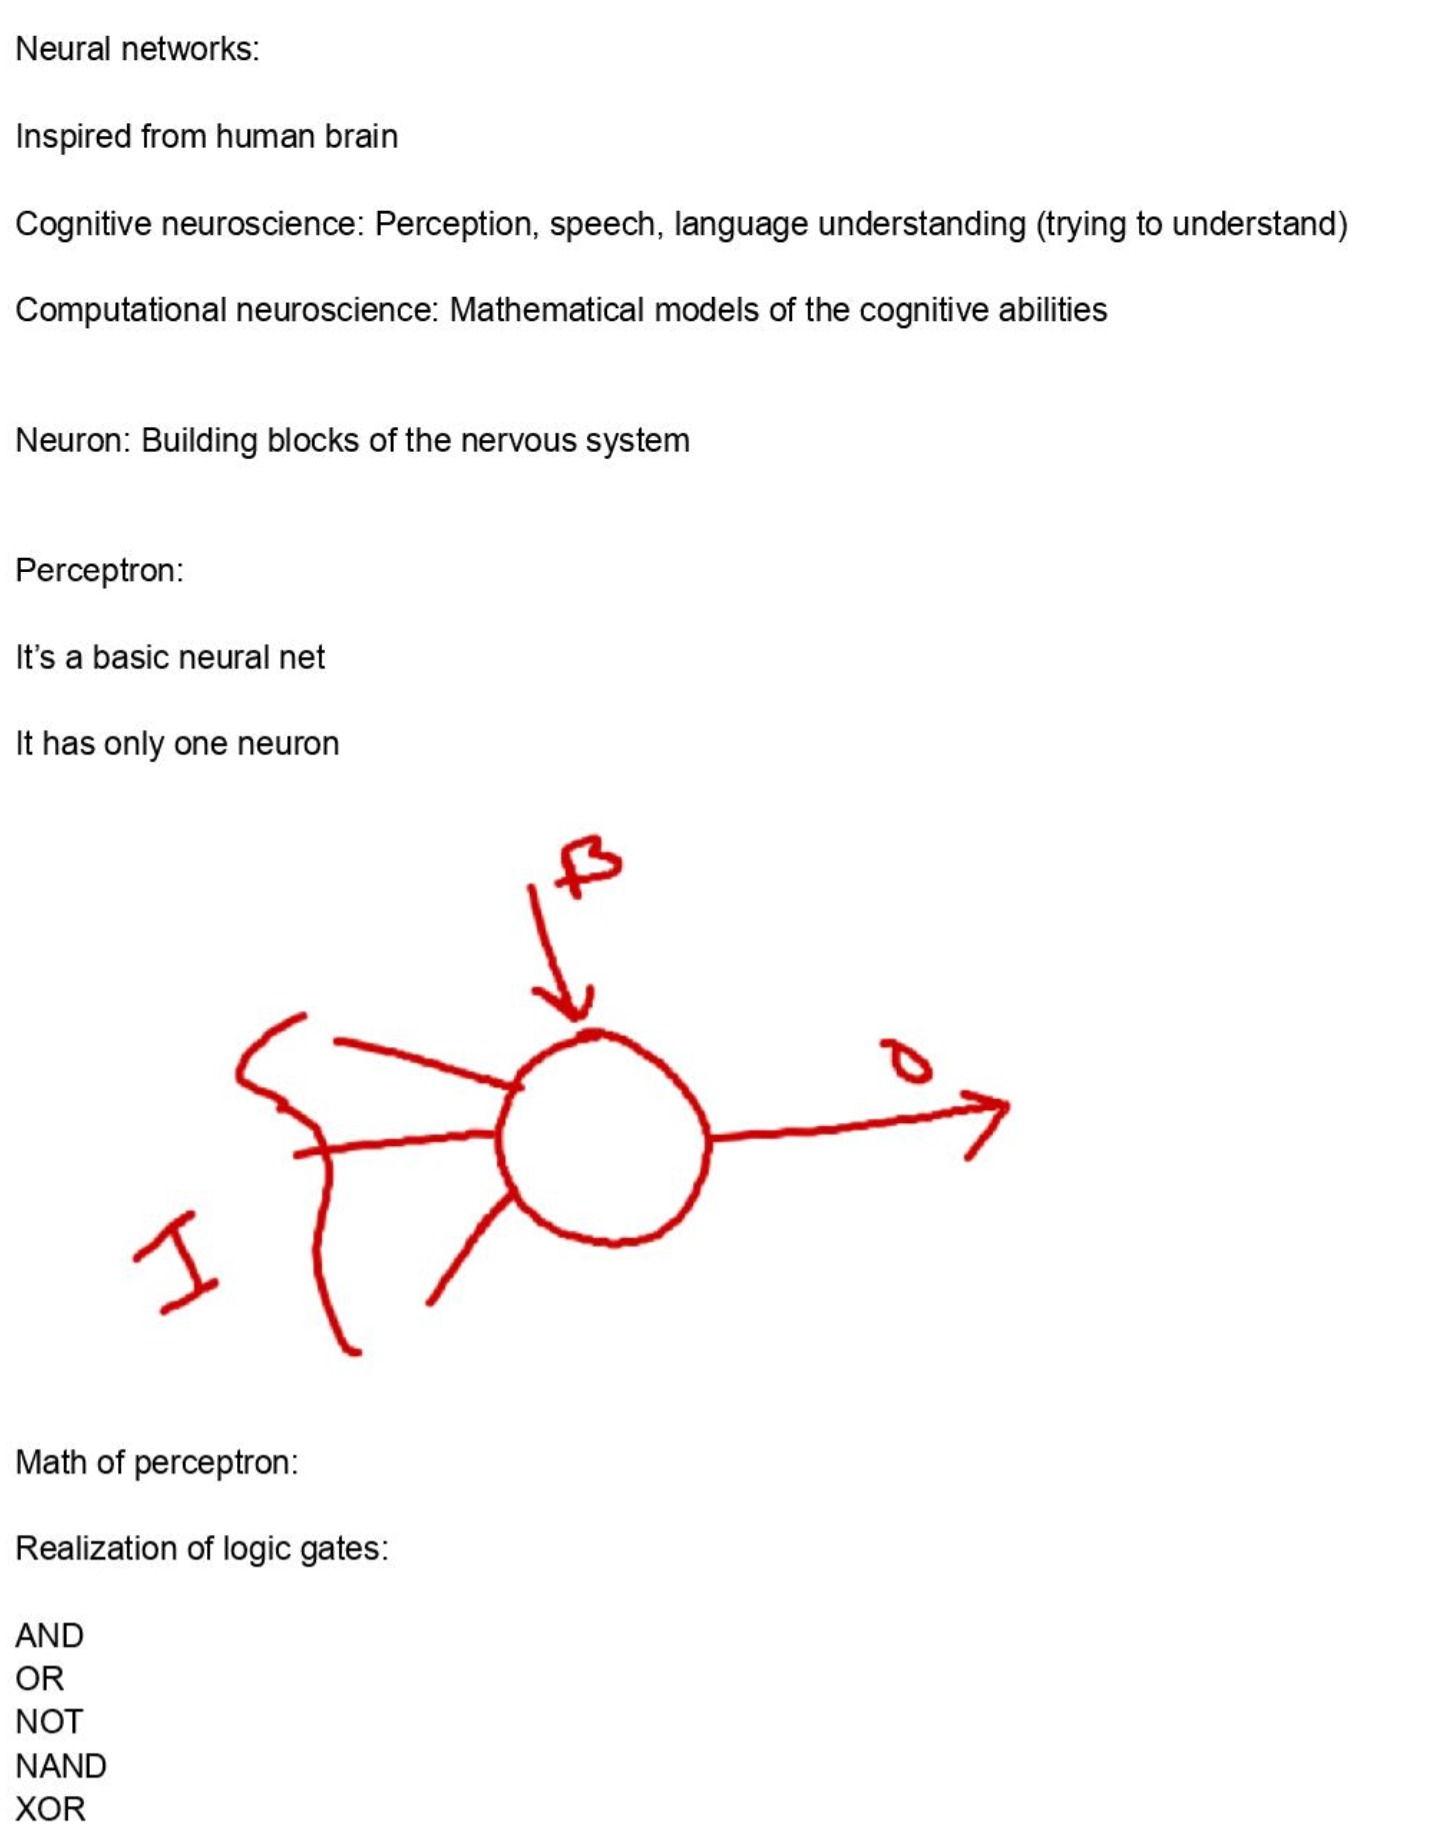 Neural networks:
Inspired from human brain
Cognitive neuroscience: Perception, speech, language understanding (trying to understand)
Computational neuroscience: Mathematical models of the cognitive abilities
Neuron: Building blocks of the nervous system
Perceptron:
It’s a basic neural net
It has only one neuron
B
O
I
Math of perceptron:
Realization of logic gates:
AND
OR
NOT
NAND
XOR